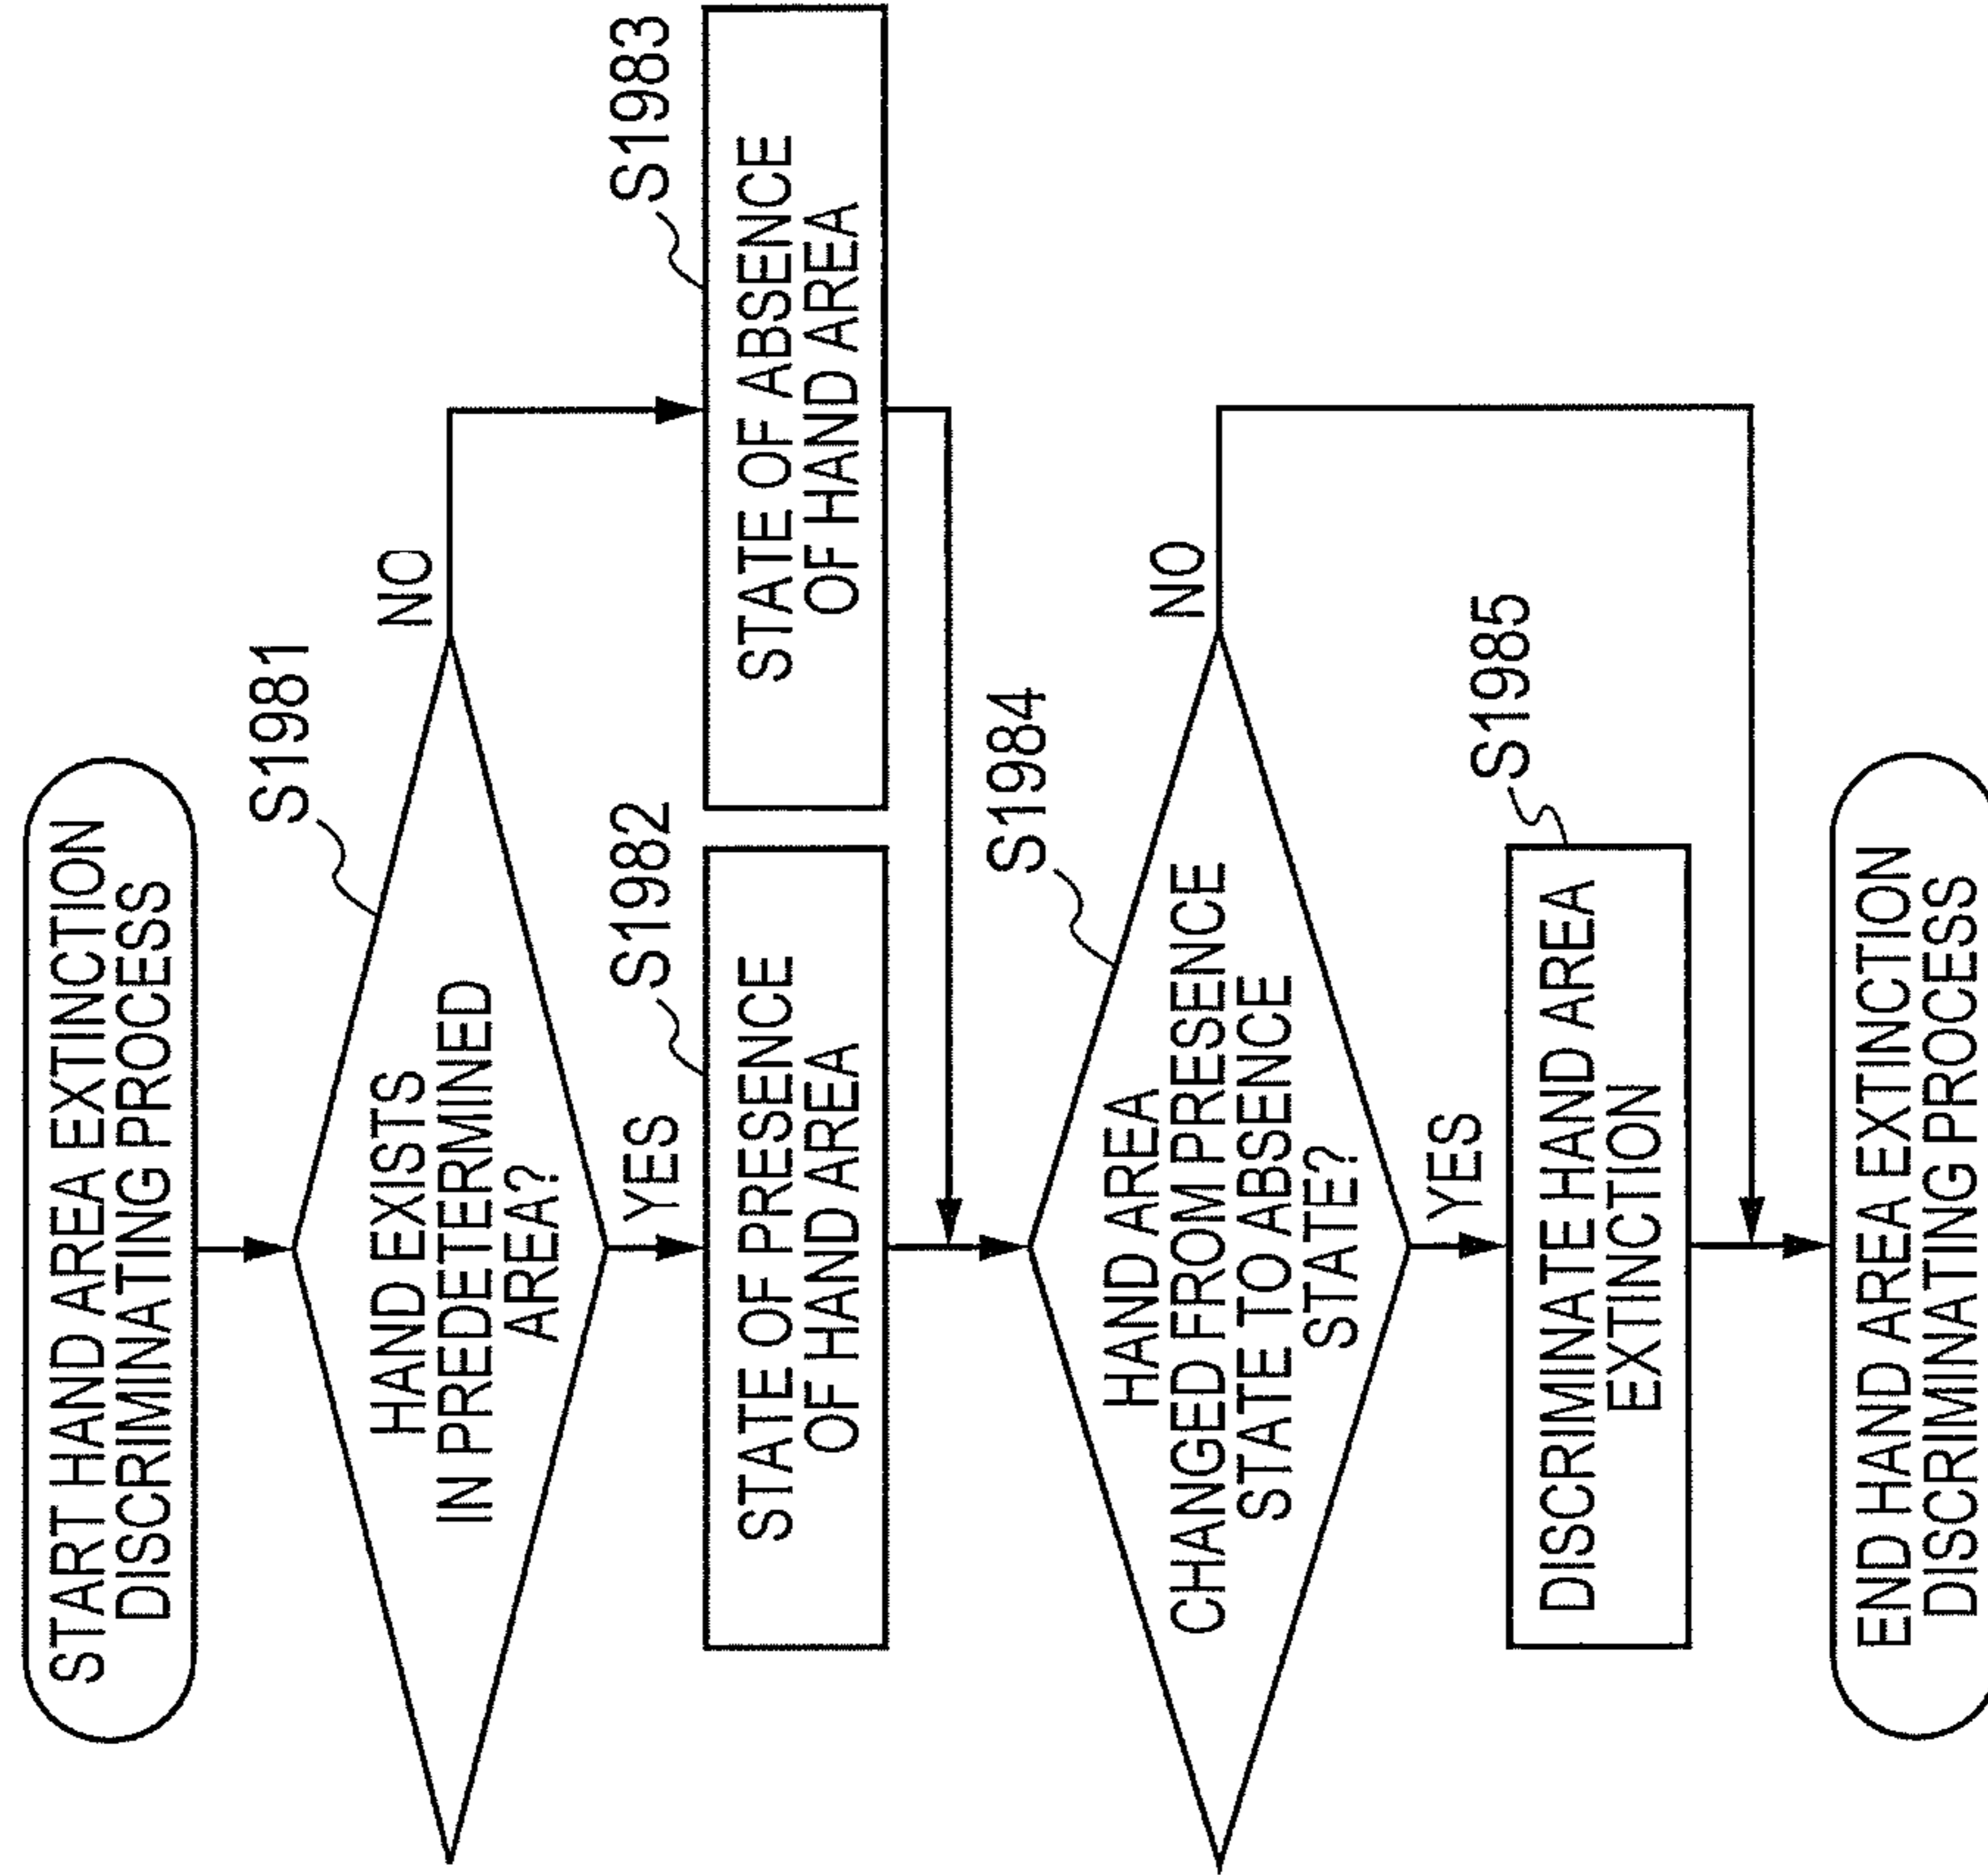 START HAND AREA EXTINCTION
DISCRIMINATING PROCESS
S1981
HAND EXISTS
IN PREDETERMINED
AREA?
NO
YES
S1982
STATE OF PRESENCE
OF HAND AREA
S1983
STATE OF ABSENCE
OF HAND AREA
S1984
HAND AREA
CHANGED FROM PRESENCE
STATE TO ABSENCE
STATE?
NO
YES
S1985
DISCRIMINATE HAND AREA
EXTINCTION
END HAND AREA EXTINCTION
DISCRIMINATING PROCESS